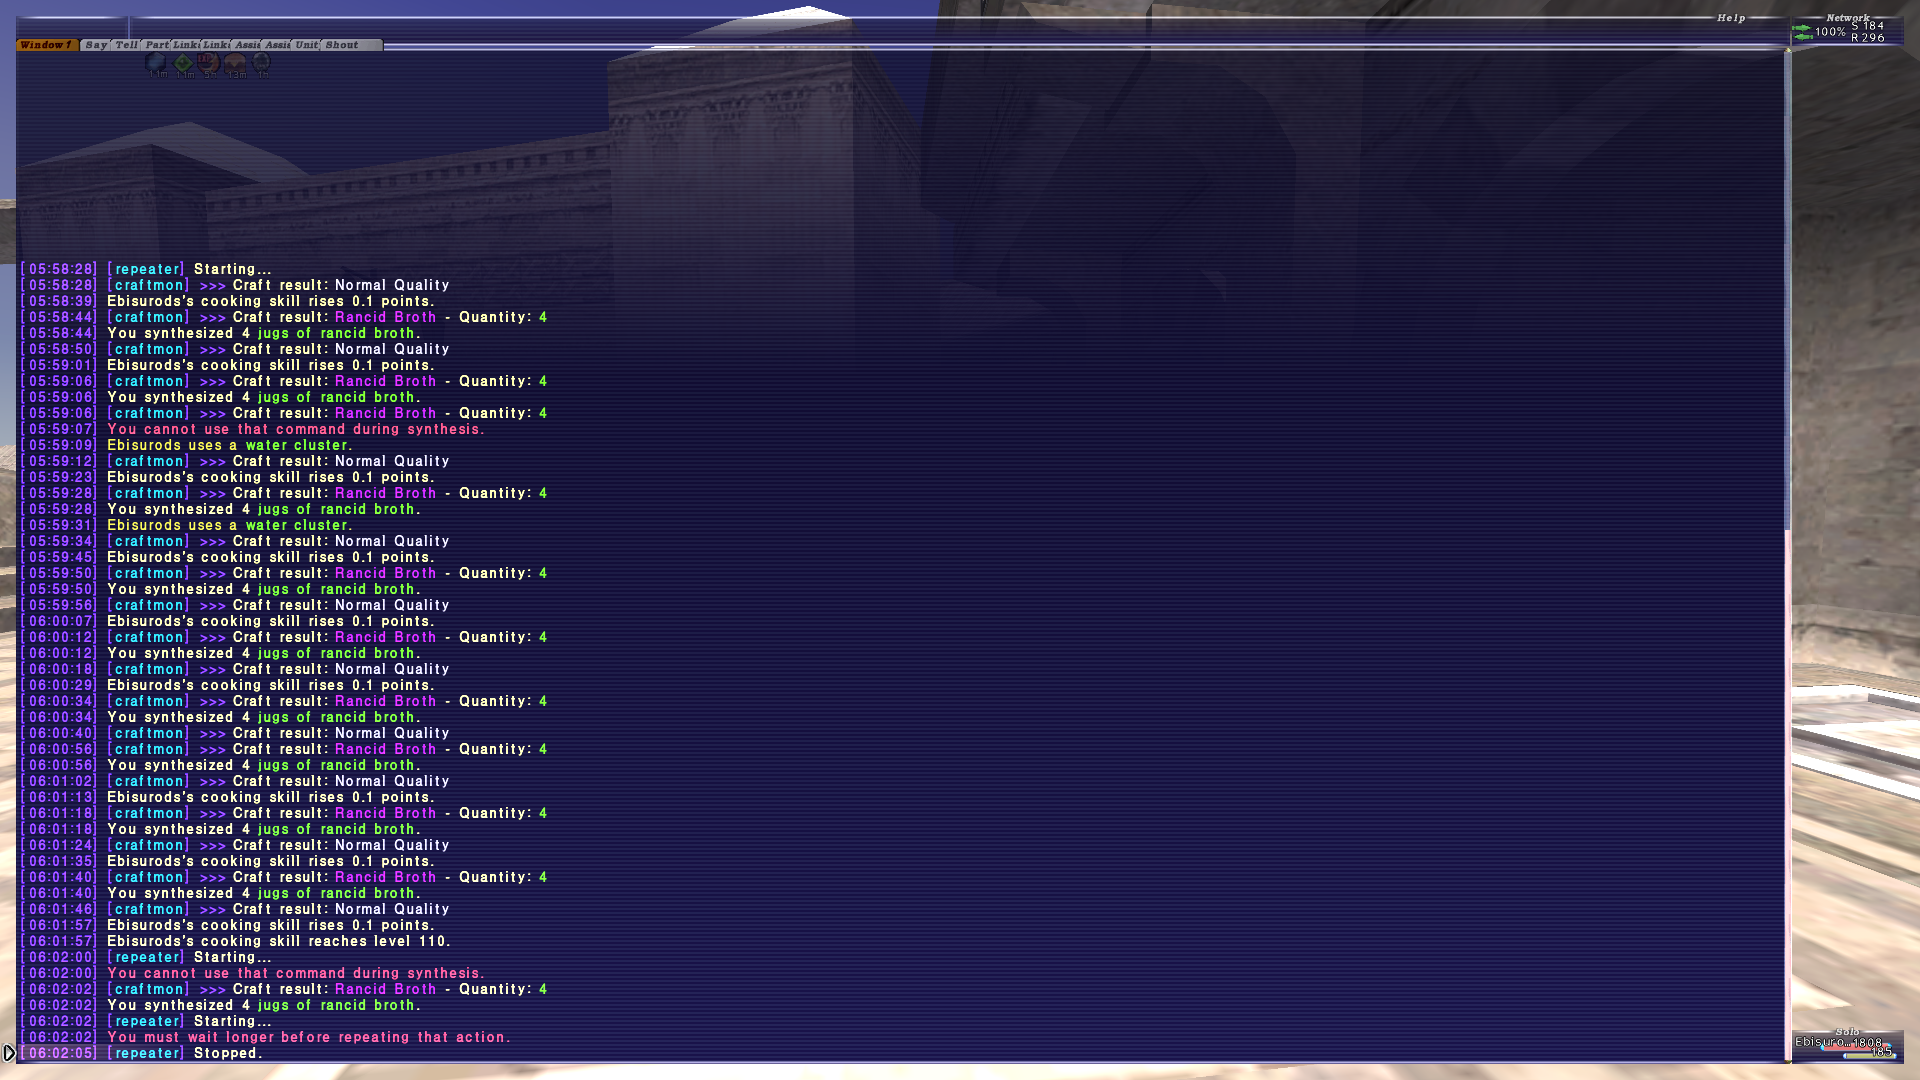 Help
Network
S 184
100%
R 296
Window 1 Say Tell Part Link Link Assi Assi Unit Shout
11m 11m 5h 13m 1h
[05:58:28] [repeater] Starting...
[05:58:28] [craftmon] >>> Craft result: Normal Quality
[05:58:39] Ebisurods's cooking skill rises 0.1 points.
[05:58:44] [craftmon] >>> Craft result: Rancid Broth - Quantity: 4
[05:58:44] You synthesized 4 jugs of rancid broth.
[05:58:50] [craftmon] >>> Craft result: Normal Quality
[05:59:01] Ebisurods's cooking skill rises 0.1 points.
[05:59:06] [craftmon] >>> Craft result: Rancid Broth - Quantity: 4
[05:59:06] You synthesized 4 jugs of rancid broth.
[05:59:06] [craftmon] >>> Craft result: Rancid Broth - Quantity: 4
[05:59:07] You cannot use that command during synthesis.
[05:59:09] Ebisurods uses a water cluster.
[05:59:12] [craftmon] >>> Craft result: Normal Quality
[05:59:23] Ebisurods's cooking skill rises 0.1 points.
[05:59:28] [craftmon] >>> Craft result: Rancid Broth - Quantity: 4
[05:59:28] You synthesized 4 jugs of rancid broth.
[05:59:31] Ebisurods uses a water cluster.
[05:59:34] [craftmon] >>> Craft result: Normal Quality
[05:59:45] Ebisurods's cooking skill rises 0.1 points.
[05:59:50] [craftmon] >>> Craft result: Rancid Broth - Quantity: 4
[05:59:50] You synthesized 4 jugs of rancid broth.
[05:59:56] [craftmon] >>> Craft result: Normal Quality
[06:00:07] Ebisurods's cooking skill rises 0.1 points.
[06:00:12] [craftmon] >>> Craft result: Rancid Broth - Quantity: 4
[06:00:12] You synthesized 4 jugs of rancid broth.
[06:00:18] [craftmon] >>> Craft result: Normal Quality
[06:00:29] Ebisurods's cooking skill rises 0.1 points.
[06:00:34] [craftmon] >>> Craft result: Rancid Broth - Quantity: 4
[06:00:34] You synthesized 4 jugs of rancid broth.
[06:00:40] [craftmon] >>> Craft result: Normal Quality
[06:00:56] [craftmon] >>> Craft result: Rancid Broth - Quantity: 4
[06:00:56] You synthesized 4 jugs of rancid broth.
[06:01:02] [craftmon] >>> Craft result: Normal Quality
[06:01:13] Ebisurods's cooking skill rises 0.1 points.
[06:01:18] [craftmon] >>> Craft result: Rancid Broth - Quantity: 4
[06:01:18] You synthesized 4 jugs of rancid broth.
[06:01:24] [craftmon] >>> Craft result: Normal Quality
[06:01:35] Ebisurods's cooking skill rises 0.1 points.
[06:01:40] [craftmon] >>> Craft result: Rancid Broth - Quantity: 4
[06:01:40] You synthesized 4 jugs of rancid broth.
[06:01:46] [craftmon] >>> Craft result: Normal Quality
[06:01:57] Ebisurods's cooking skill rises 0.1 points.
[06:01:57] Ebisurods's cooking skill reaches level 110.
[06:02:00] [repeater] Starting...
[06:02:00] You cannot use that command during synthesis.
[06:02:02] [craftmon] >>> Craft result: Rancid Broth - Quantity: 4
[06:02:02] You synthesized 4 jugs of rancid broth.
[06:02:02] [repeater] Starting...
[06:02:02] You must wait longer before repeating that action.
[06:02:05] [repeater] Stopped.
Solo
Ebisuro... 1808
185